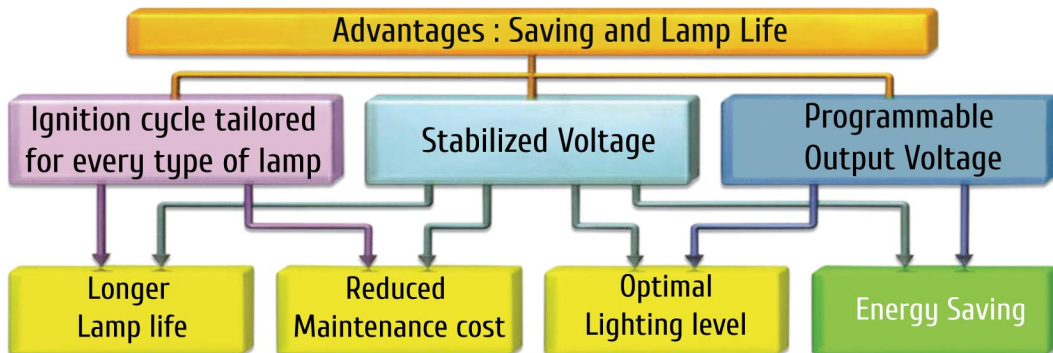 Advantages : Saving and Lamp Life
Ignition cycle tailored
for every type of lamp
Stabilized Voltage
Programmable
Output Voltage
Longer
Lamp life
Reduced
Maintenance cost
Optimal
Lighting level
Energy Saving